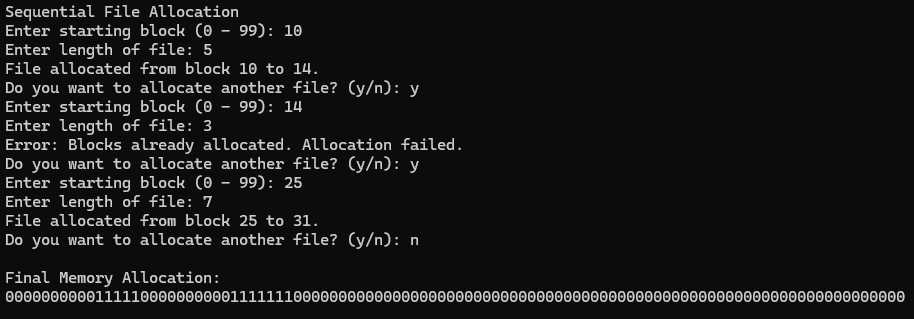 Sequential File Allocation
Enter starting block (0 - 99): 10
Enter length of file: 5
File allocated from block 10 to 14.
Do you want to allocate another file? (y/n): y
Enter starting block (0 - 99): 14
Enter length of file: 3
Error: Blocks already allocated. Allocation failed.
Do you want to allocate another file? (y/n): y
Enter starting block (0 - 99): 25
Enter length of file: 7
File allocated from block 25 to 31.
Do you want to allocate another file? (y/n): n

Final Memory Allocation:
0000000000111110000000000111111100000000000000000000000000000000000000000000000000000000000000000000